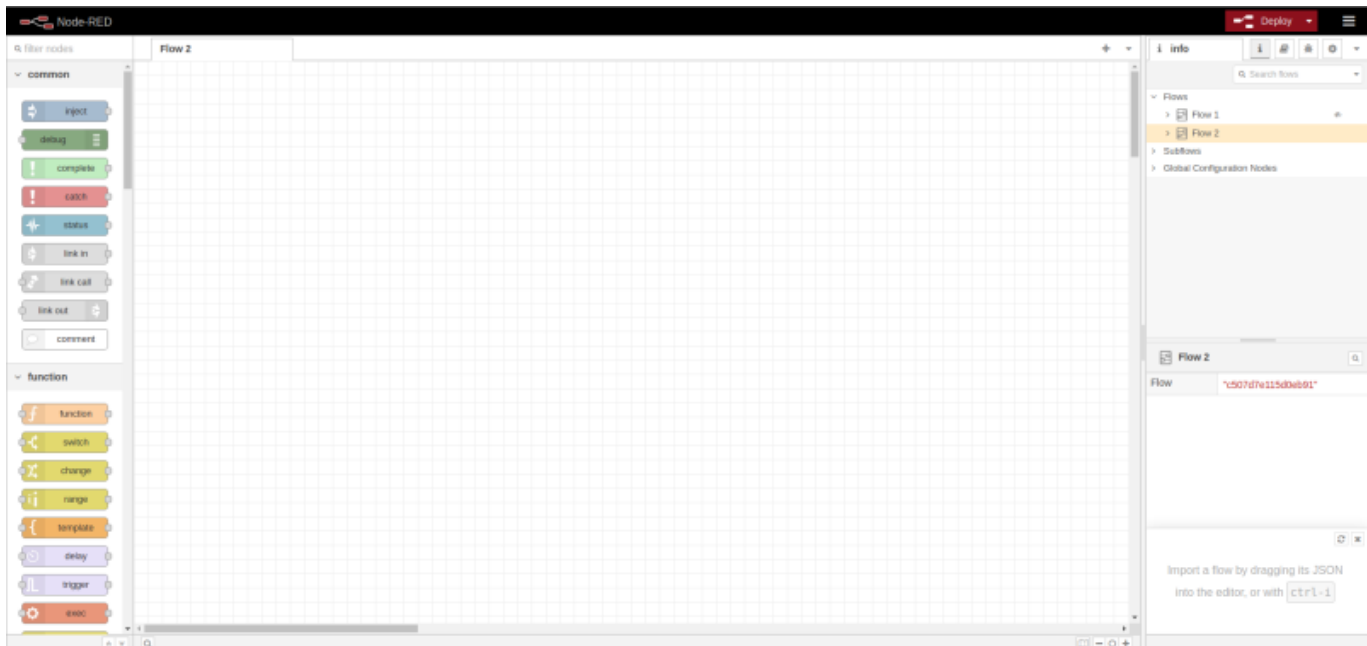 Node-RED
Deploy
filter nodes
Flow 2
i info
Search flows
common
inject
debug
complete
catch
status
link in
link call
link out
comment
function
function
switch
change
range
template
delay
trigger
exec
Flows
Flow 1
Flow 2
Subflows
Global Configuration Nodes
Flow 2
Flow
"c507d7e115d0eb91"
Import a flow by dragging its JSON
into the editor, or with ctrl-i